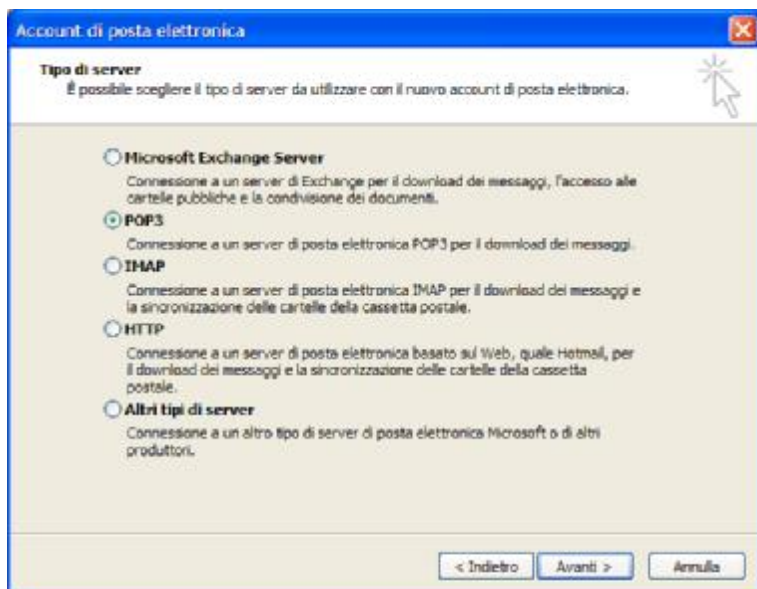 Account di posta elettronica
Tipo di server
È possibile scegliere il tipo di server da utilizzare con il nuovo account di posta elettronica.
Microsoft Exchange Server
Connessione a un server di Exchange per il download dei messaggi, l'accesso alle
cartelle pubbliche e la condivisione dei documenti.
POP3
Connessione a un server di posta elettronica POP3 per il download dei messaggi.
IMAP
Connessione a un server di posta elettronica IMAP per il download dei messaggi e
la sincronizzazione delle cartelle della cassetta postale.
HTTP
Connessione a un server di posta elettronica basato sul Web, quale Hotmail, per
il download dei messaggi e la sincronizzazione delle cartelle della cassetta
postale.
Altri tipi di server
Connessione a un altro tipo di server di posta elettronica Microsoft o di altri
produttori.
< Indietro Avanti > Annulla